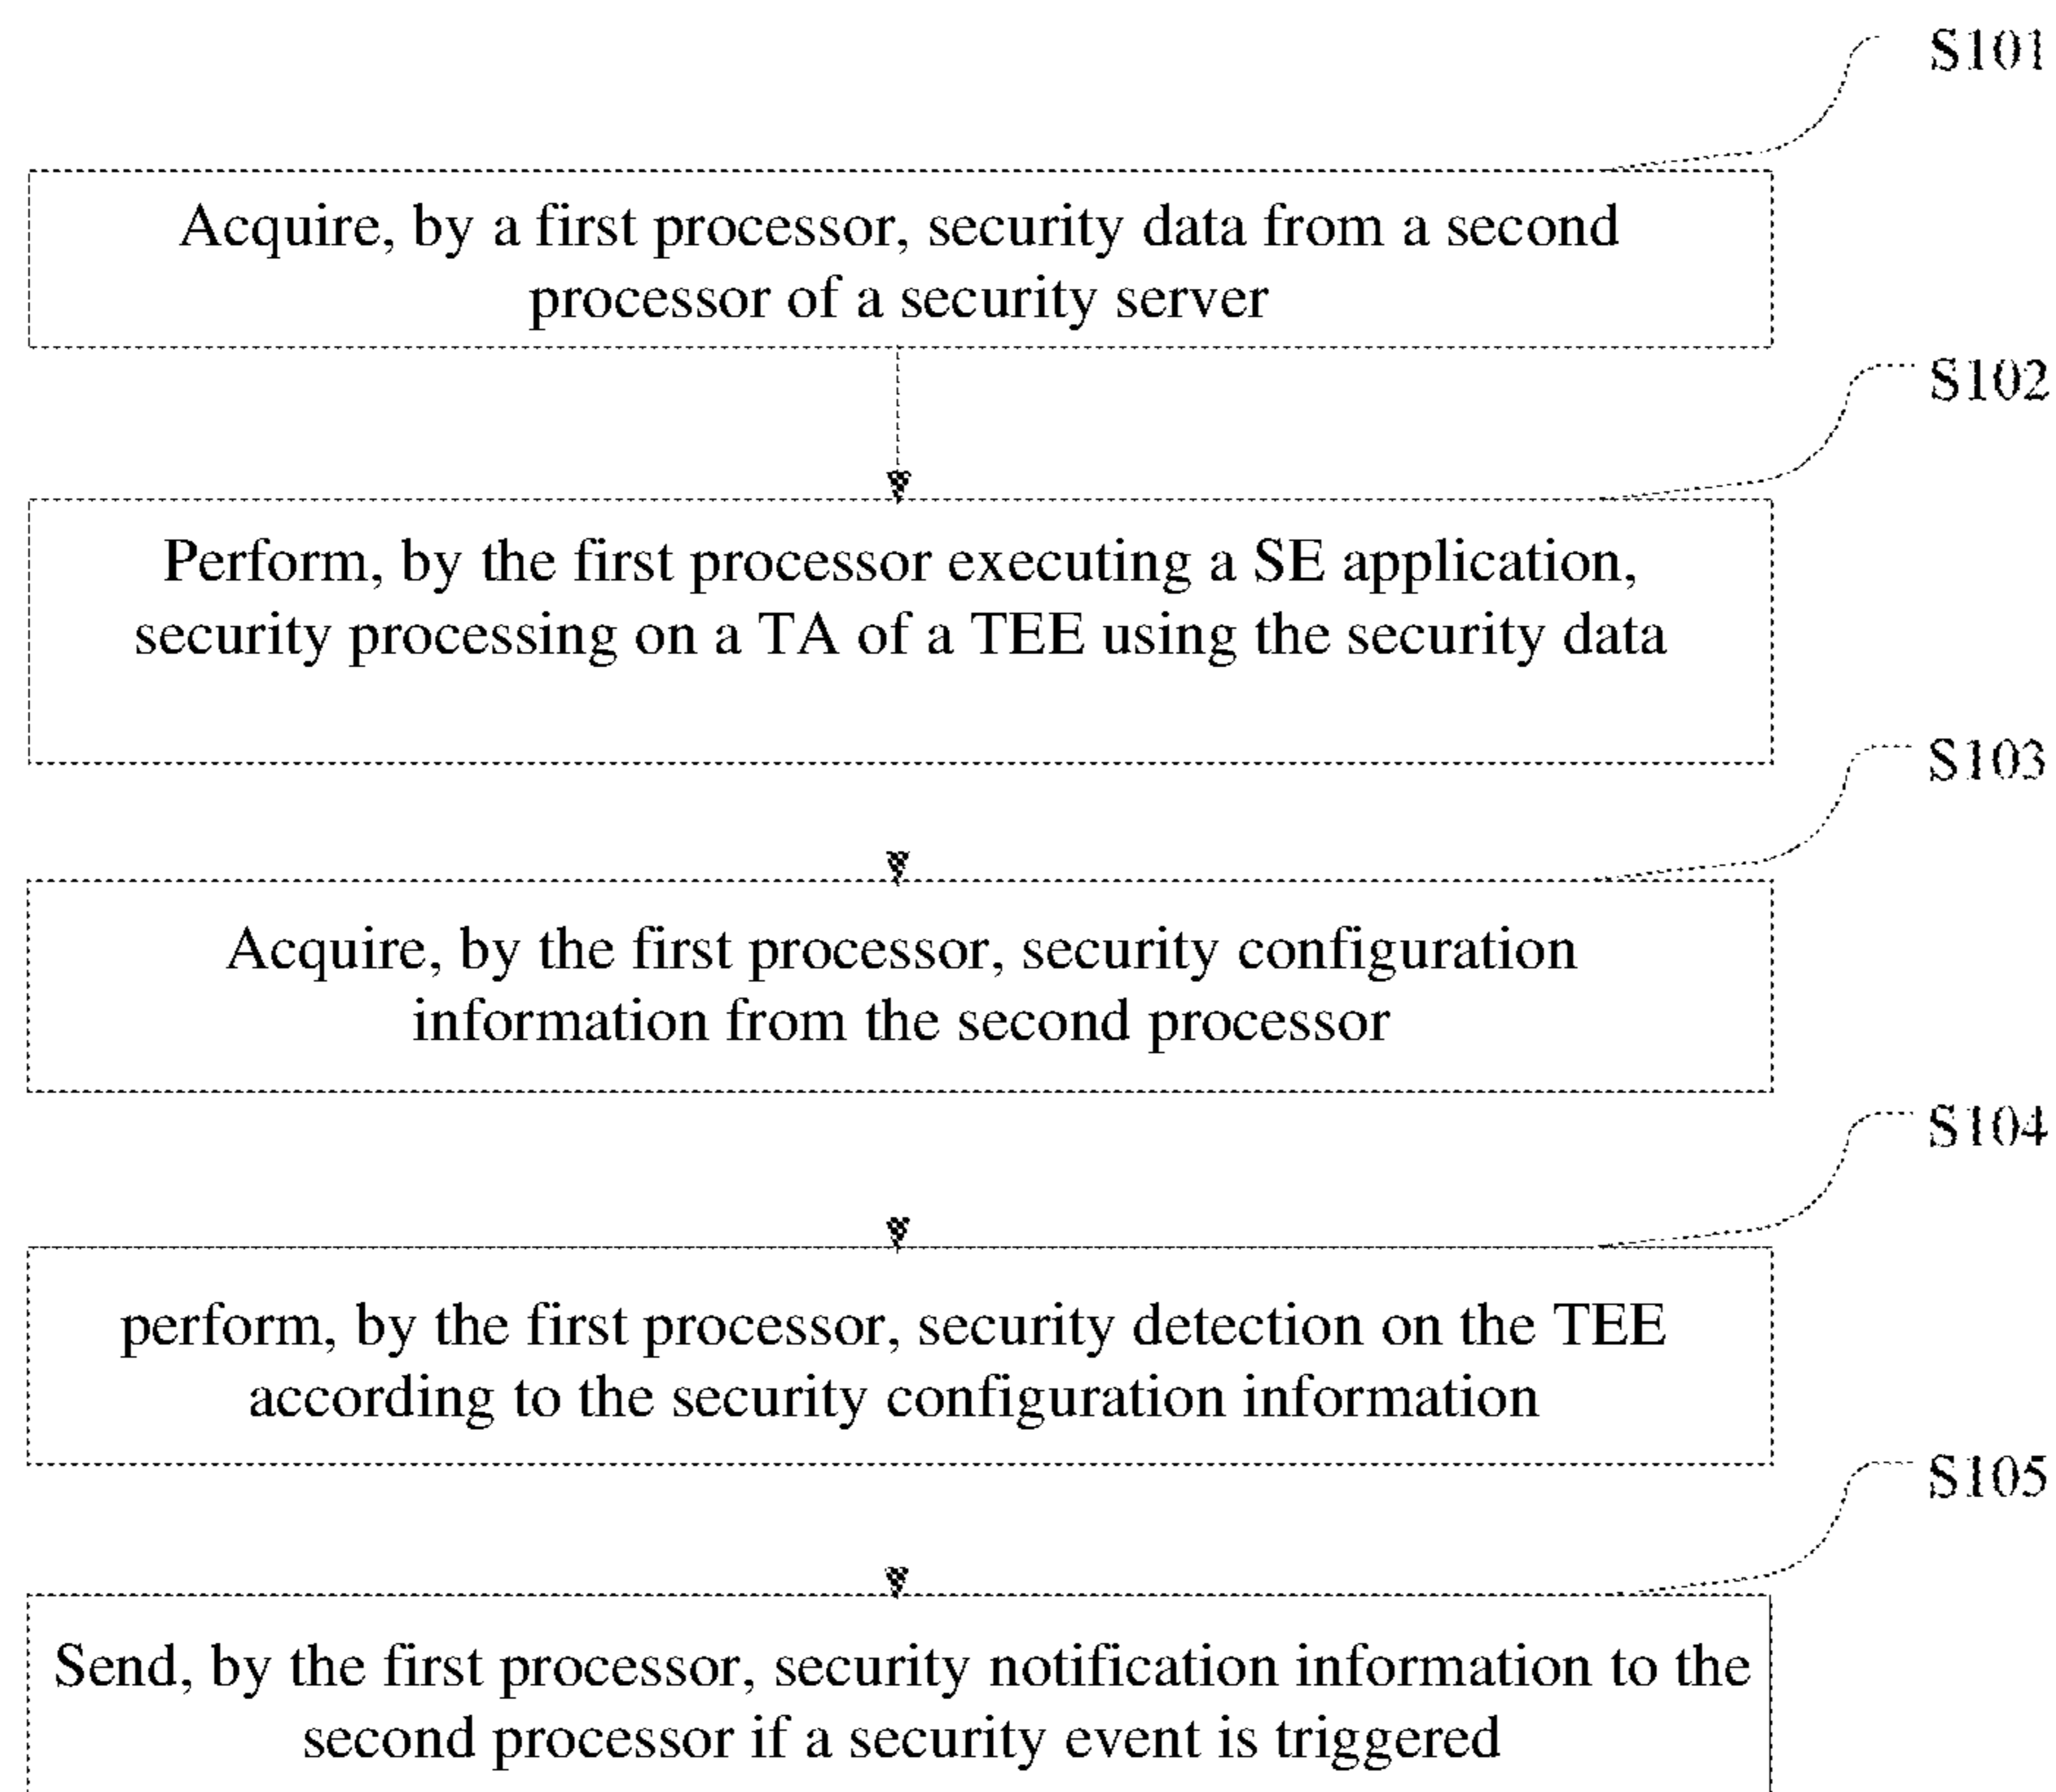 S101
Acquire, by a first processor, security data from a second
processor of a security server
S102
Perform, by the first processor executing a SE application,
security processing on a TA of a TEE using the security data
S103
Acquire, by the first processor, security configuration
information from the second processor
S104
perform, by the first processor, security detection on the TEE
according to the security configuration information
S105
Send, by the first processor, security notification information to the
second processor if a security event is triggered